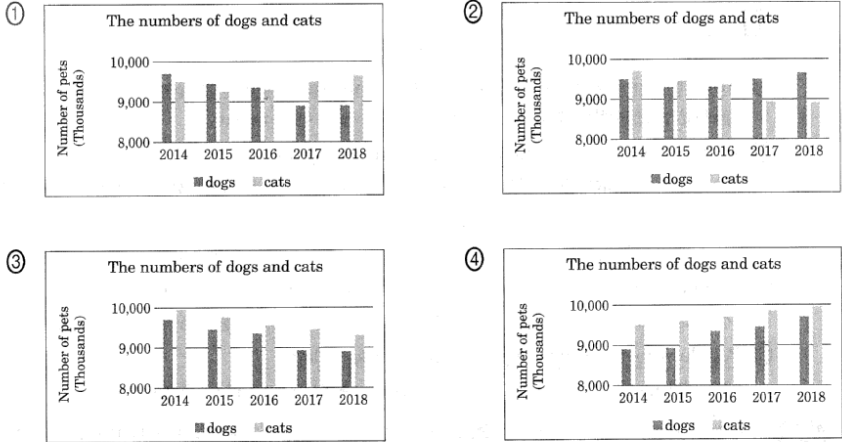 ①
The numbers of dogs and cats
Number of pets
(Thousands)
10,000
9,000
8,000
2014 2015 2016 2017 2018
dogs cats
②
The numbers of dogs and cats
Number of pets
(Thousands)
10,000
9,000
8,000
2014 2015 2016 2017 2018
dogs cats
③
The numbers of dogs and cats
Number of pets
(Thousands)
10,000
9,000
8,000
2014 2015 2016 2017 2018
dogs cats
④
The numbers of dogs and cats
Number of pets
(Thousands)
10,000
9,000
8,000
2014 2015 2016 2017 2018
dogs cats